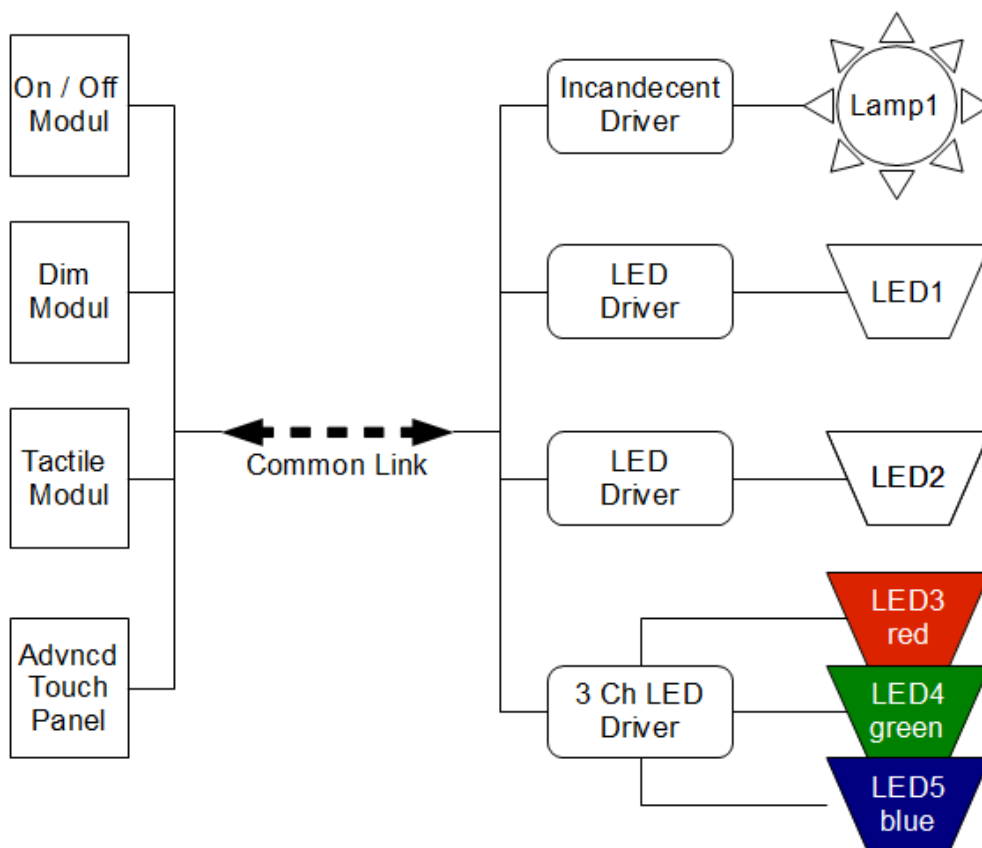 On / Off
Modul
Dim
Modul
Tactile
Modul
Advncd
Touch
Panel
Common Link
Incandecent
Driver
Lamp1
LED
Driver
LED1
LED
Driver
LED2
3 Ch LED
Driver
LED3
red
LED4
green
LED5
blue